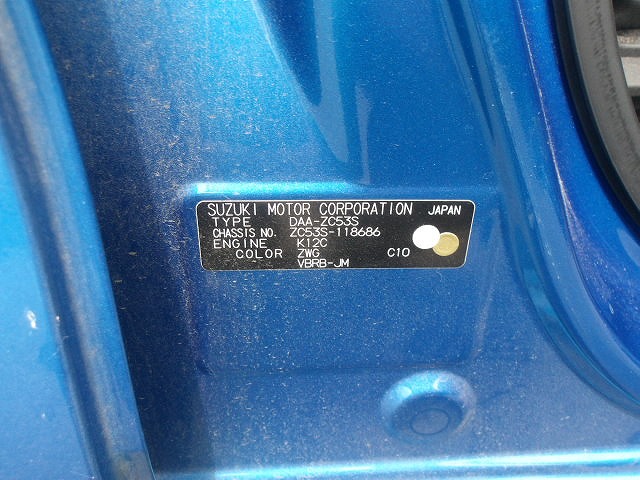 SUZUKI MOTOR CORPORATION JAPAN
TYPE DAA-ZC53S
CHASSIS NO. ZC53S-118686
ENGINE K12C
COLOR ZWG C10
VBRB-JM